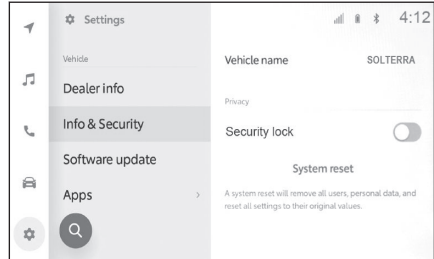 Settings
4:12
Vehicle
Dealer info
Info & Security
Software update
Apps
Vehicle name SOLTERRA
Privacy
Security lock
System reset
A system reset will remove all users, personal data, and
reset all settings to their original values.